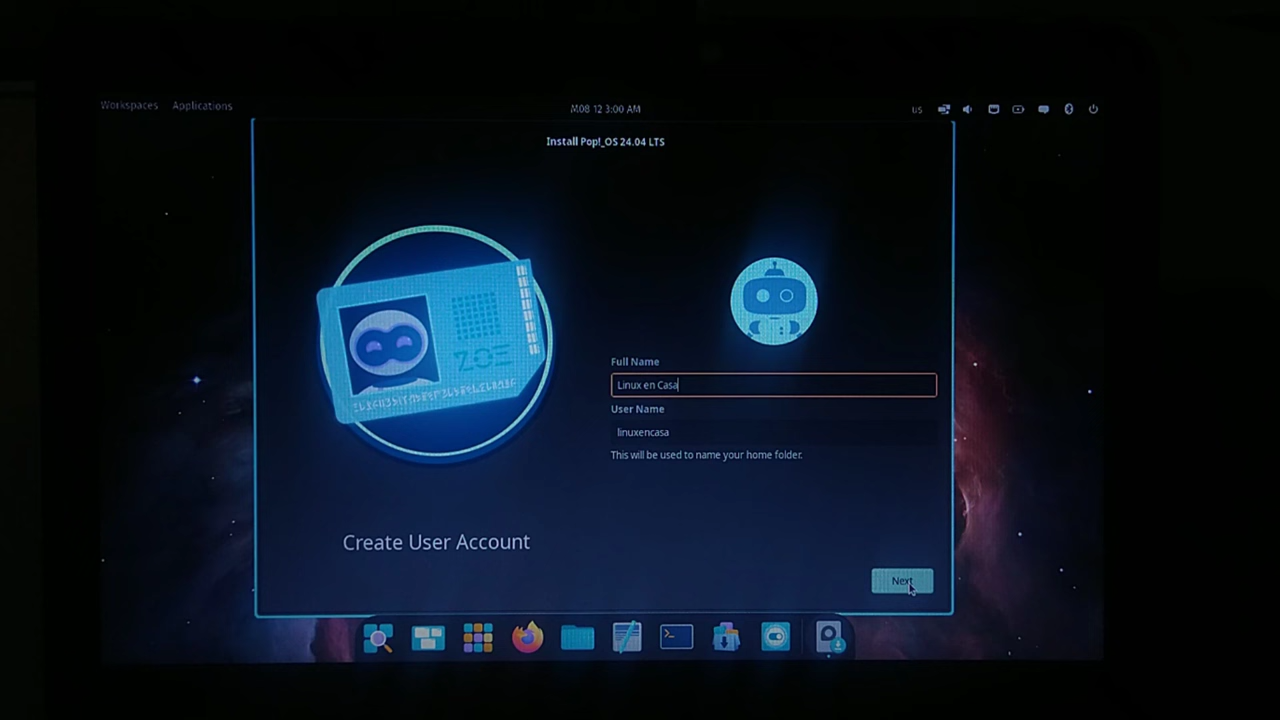 Workspaces Applications
M08 12 3:00 AM
us
Install Pop!_OS 24.04 LTS
ZOE
Full Name
Linux en Casa
User Name
linuxencasa
This will be used to name your home folder.
Create User Account
Next